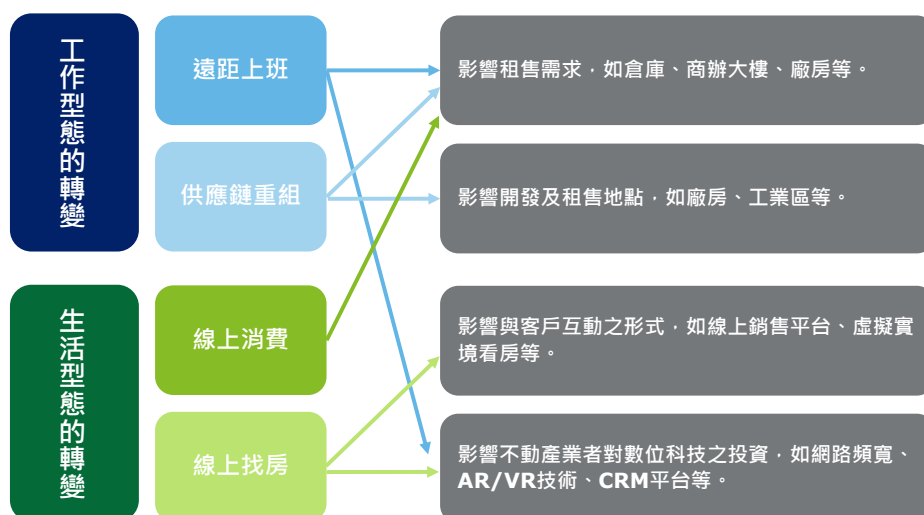 工作型態的轉變
遠距上班
影響租售需求，如倉庫、商辦大樓、廠房等。
供應鏈重組
影響開發及租售地點，如廠房、工業區等。
生活型態的轉變
線上消費
影響與客戶互動之形式，如線上銷售平台、虛擬實
境看房等。
線上找房
影響不動產業者對數位科技之投資，如網路頻寬、
AR/VR技術、CRM平台等。